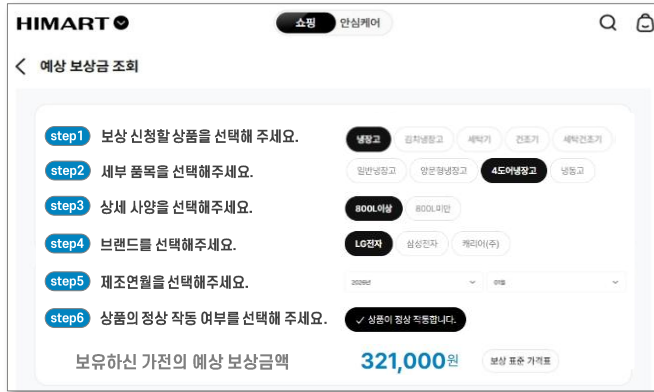 HIMART
쇼핑 안심케어
예상 보상금 조회
step1 보상 신청할 상품을 선택해 주세요. 냉장고 김치냉장고 세탁기 건조기 세탁건조기
step2 세부 품목을 선택해주세요. 일반냉장고 양문형냉장고 4도어냉장고 냉동고
step3 상세 사양을 선택해주세요. 800L이상 800L미만
step4 브랜드를 선택해주세요. LG전자 삼성전자 캐리어(주)
step5 제조연월을 선택해주세요. 2026년 01월
step6 상품의 정상 작동 여부를 선택해 주세요. 상품이 정상 작동합니다.
보유하신 가전의 예상 보상금액 321,000원 보상 표준 가격표